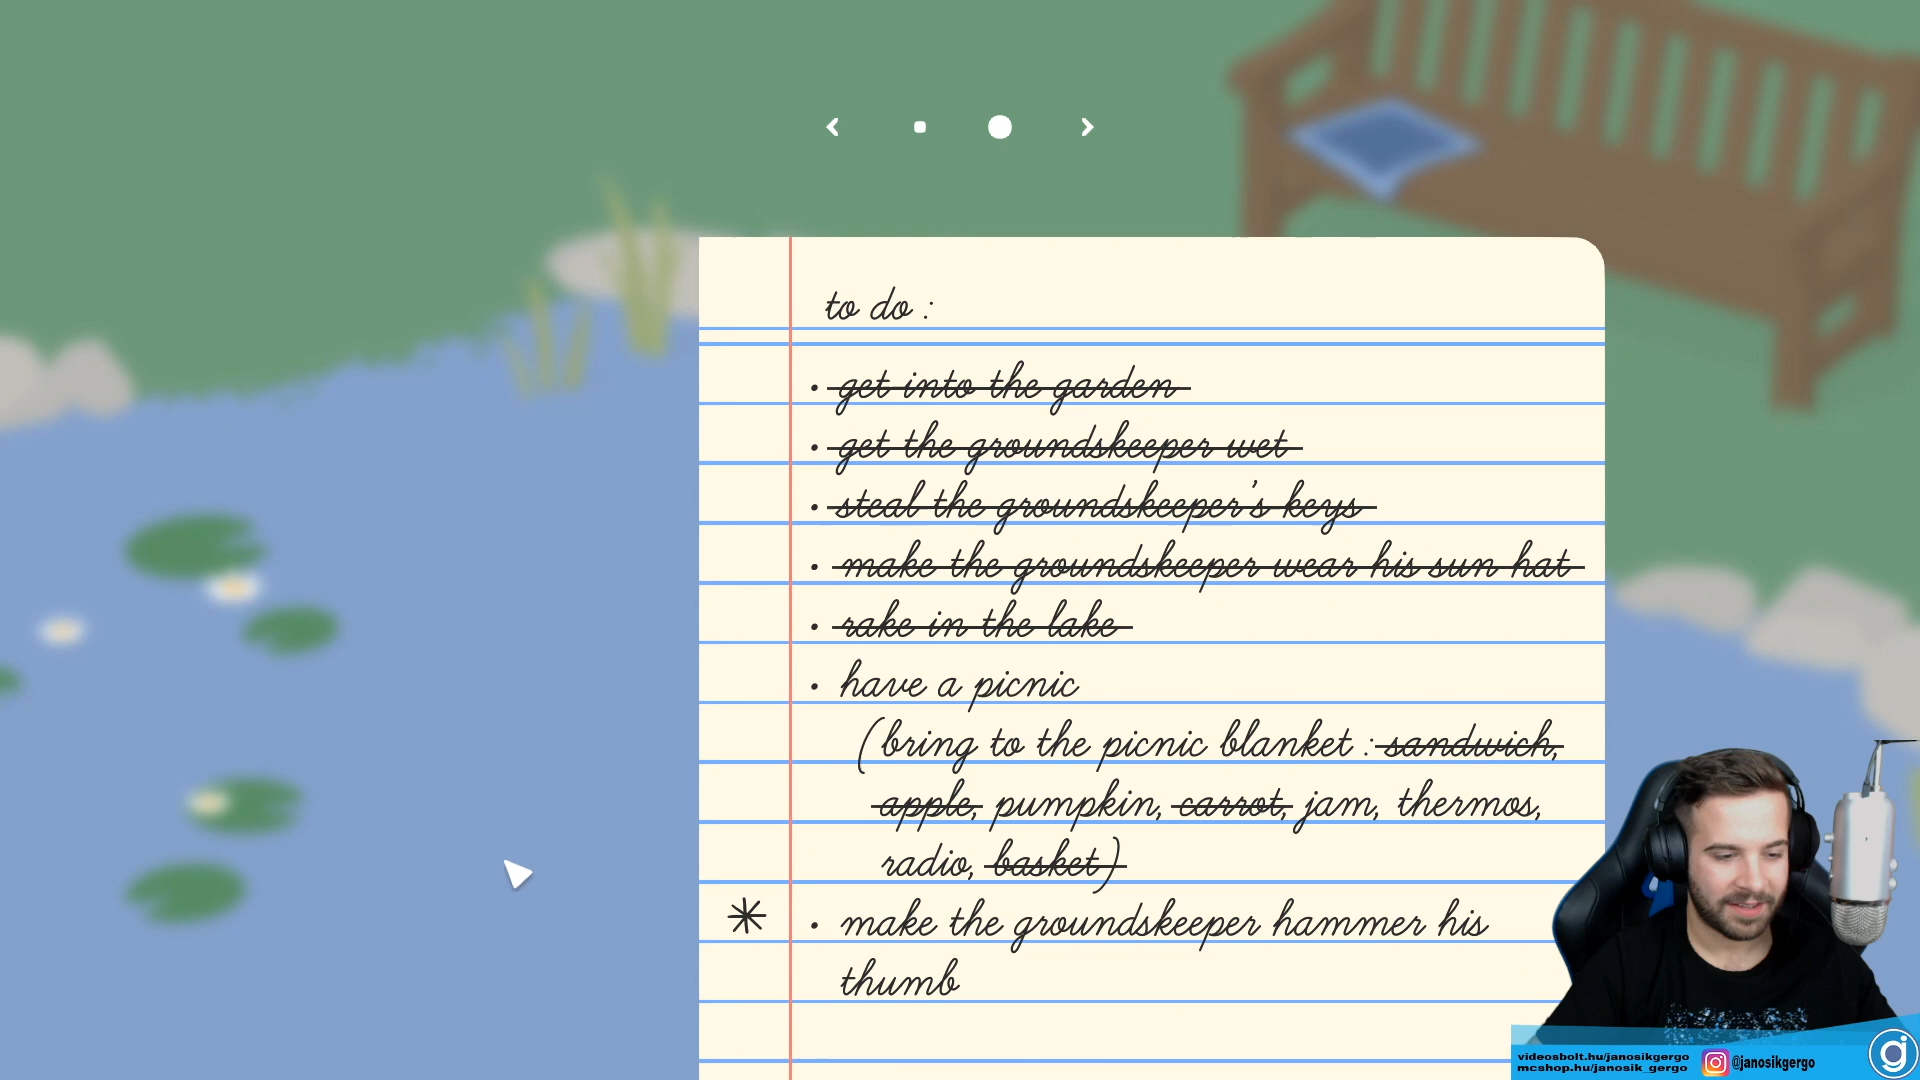 to do :
• get into the garden
• get the groundskeeper wet
• steal the groundskeeper's keys
• make the groundskeeper wear his sun hat
• rake in the lake
• have a picnic
(bring to the picnic blanket : sandwich,
apple, pumpkin, carrot, jam, thermos,
radio, basket)
• make the groundskeeper hammer his
thumb
videosbolt.hu/janosikgergo
mcshop.hu/janosik_gergo
@janosikgergo
g